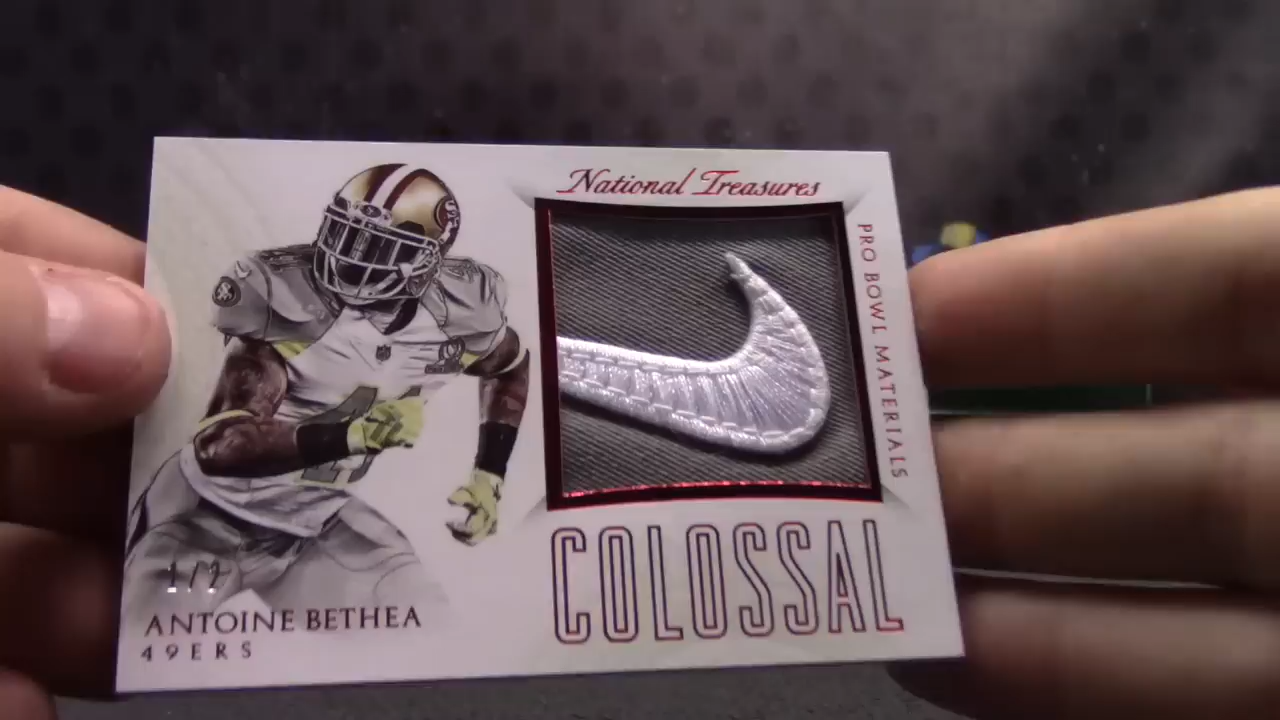 National Treasures
PRO BOWL MATERIALS
COLOSSAL
1/2
ANTOINE BETHEA
49ERS